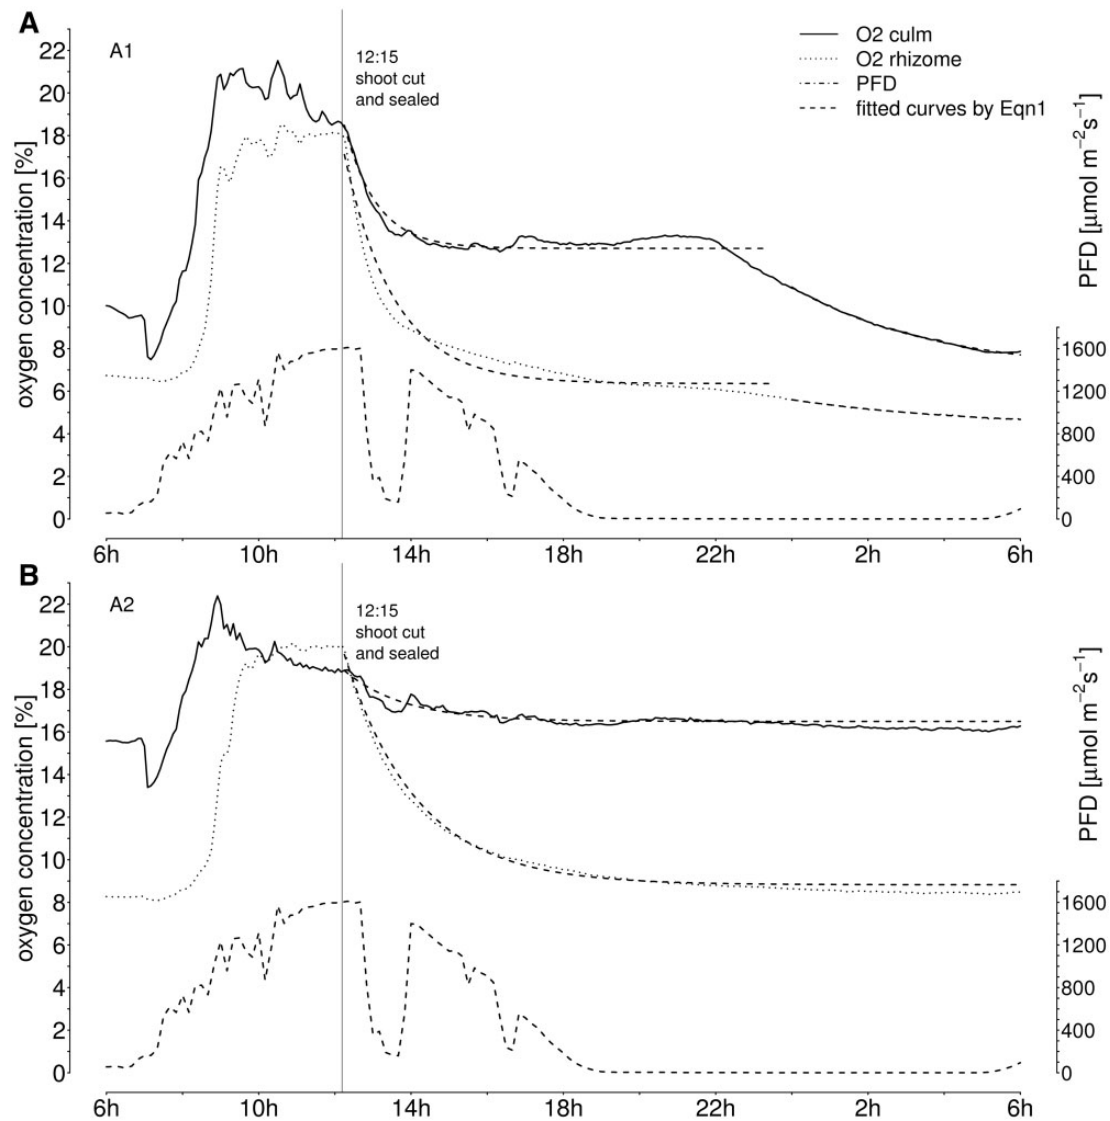 A
A1
12:15
shoot cut
and sealed
O2 culm
O2 rhizome
PFD
fitted curves by Eqn1
oxygen concentration [%]
22
20
18
16
14
12
10
8
6
4
2
0
PFD [µmol m−2s−1]
1600
1200
800
400
0
6h 10h 14h 18h 22h 2h 6h
B
A2
12:15
shoot cut
and sealed
oxygen concentration [%]
22
20
18
16
14
12
10
8
6
4
2
0
PFD [µmol m−2s−1]
1600
1200
800
400
0
6h 10h 14h 18h 22h 2h 6h